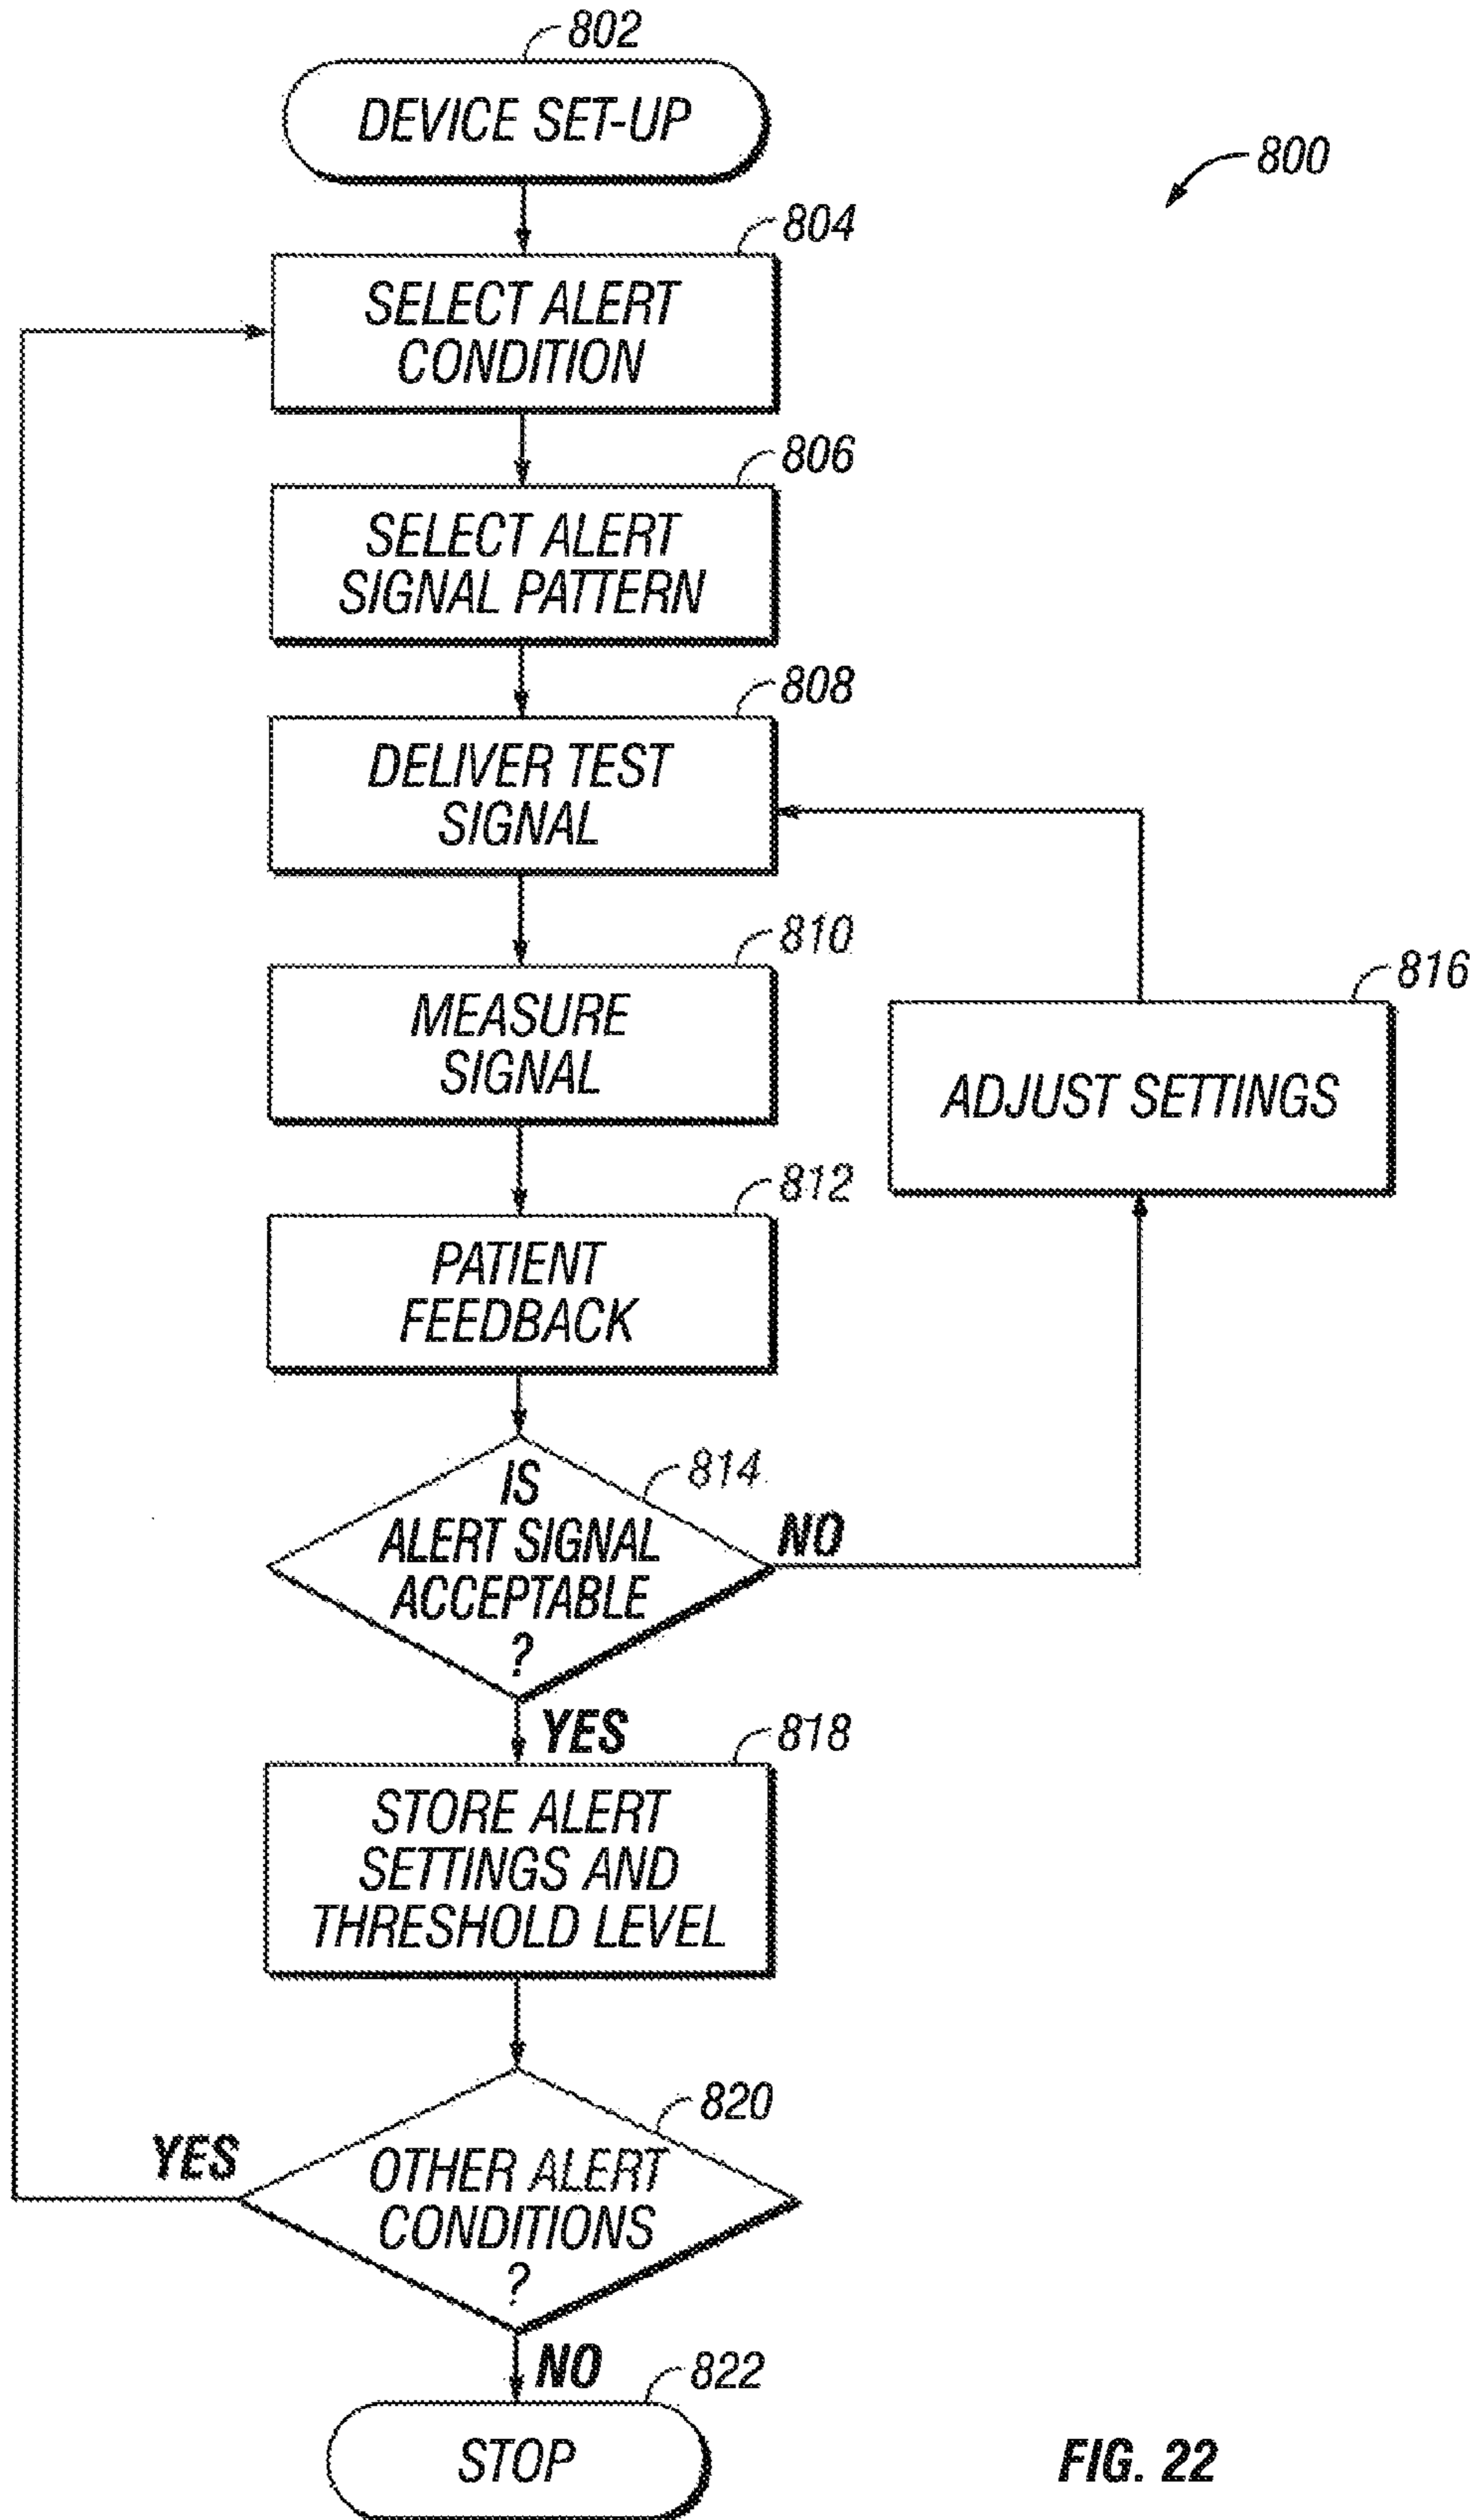 802
DEVICE SET-UP
800
804
SELECT ALERT
CONDITION
806
SELECT ALERT
SIGNAL PATTERN
808
DELIVER TEST
SIGNAL
810
MEASURE
SIGNAL
816
ADJUST SETTINGS
812
PATIENT
FEEDBACK
814
IS
ALERT SIGNAL
ACCEPTABLE
?
NO
YES
818
STORE ALERT
SETTINGS AND
THRESHOLD LEVEL
820
YES
OTHER ALERT
CONDITIONS
?
NO
822
STOP
FIG. 22